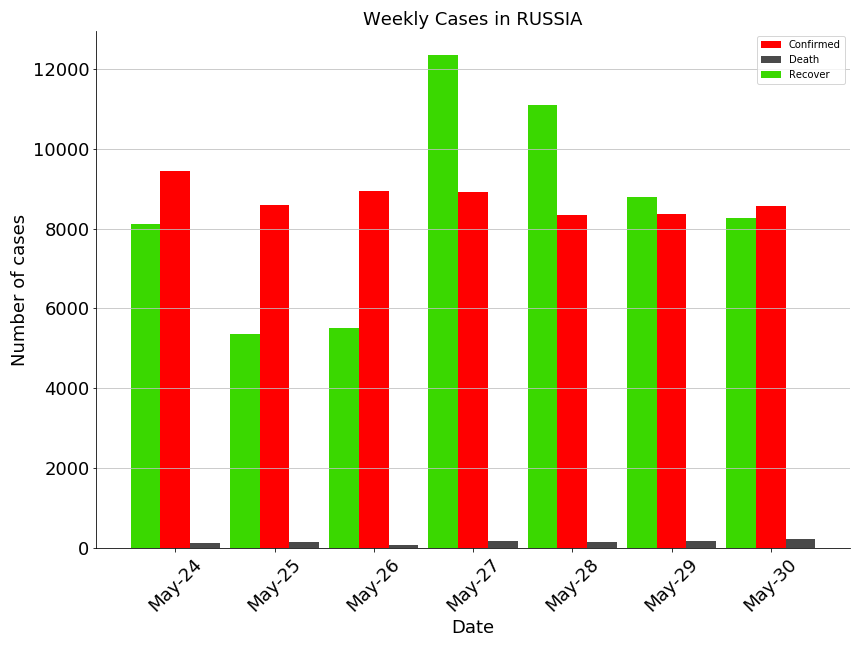 Weekly Cases in RUSSIA
Confirmed
Death
Recover
Number of cases
12000
10000
8000
6000
4000
2000
0
May-24
May-25
May-26
May-27
May-28
May-29
May-30
Date